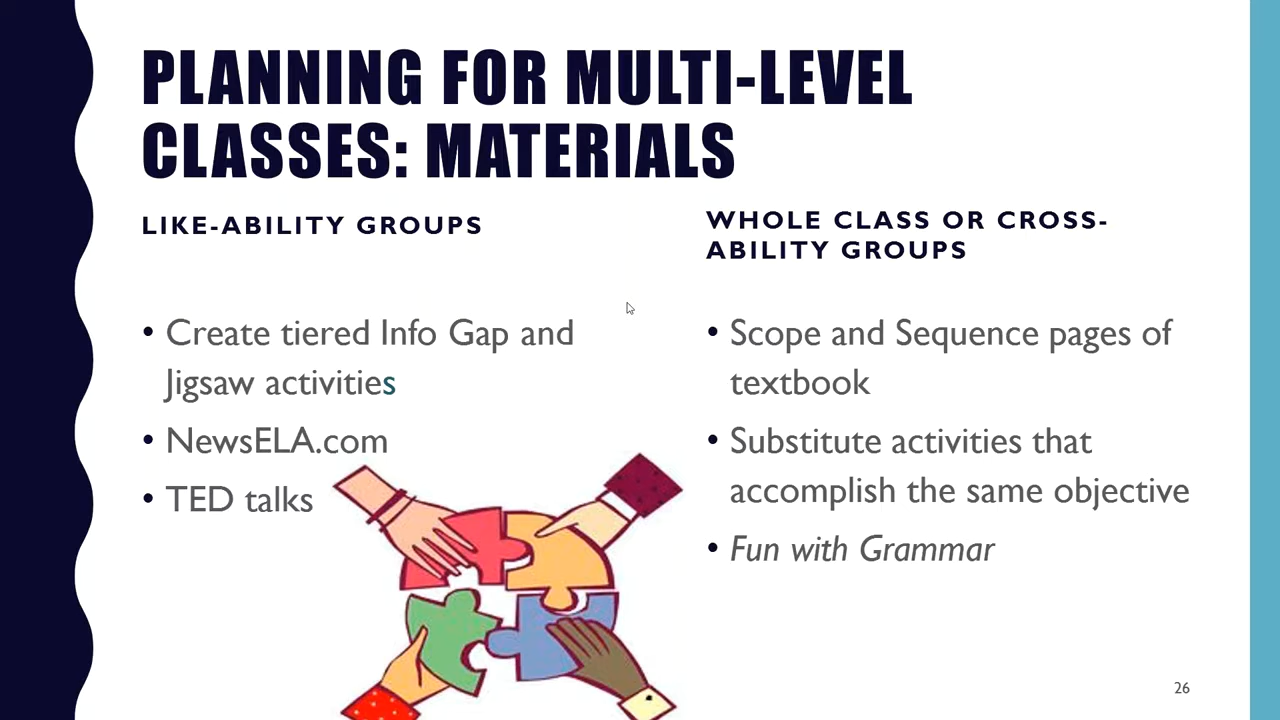 PLANNING FOR MULTI-LEVEL
CLASSES: MATERIALS
LIKE-ABILITY GROUPS
• Create tiered Info Gap and
Jigsaw activities
• NewsELA.com
• TED talks
WHOLE CLASS OR CROSS-
ABILITY GROUPS
• Scope and Sequence pages of
textbook
• Substitute activities that
accomplish the same objective
• Fun with Grammar
26